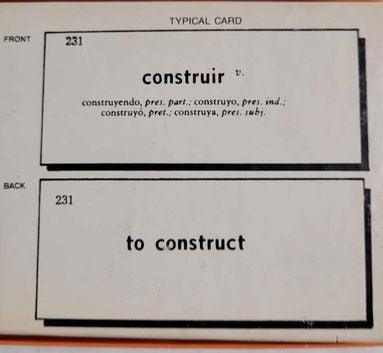 TYPICAL CARD
FRONT
231
construir v.
construyendo, pres. part.; construyo, pres. ind.;
construyó, pret.; construya, pres. subj.
BACK
231
to construct